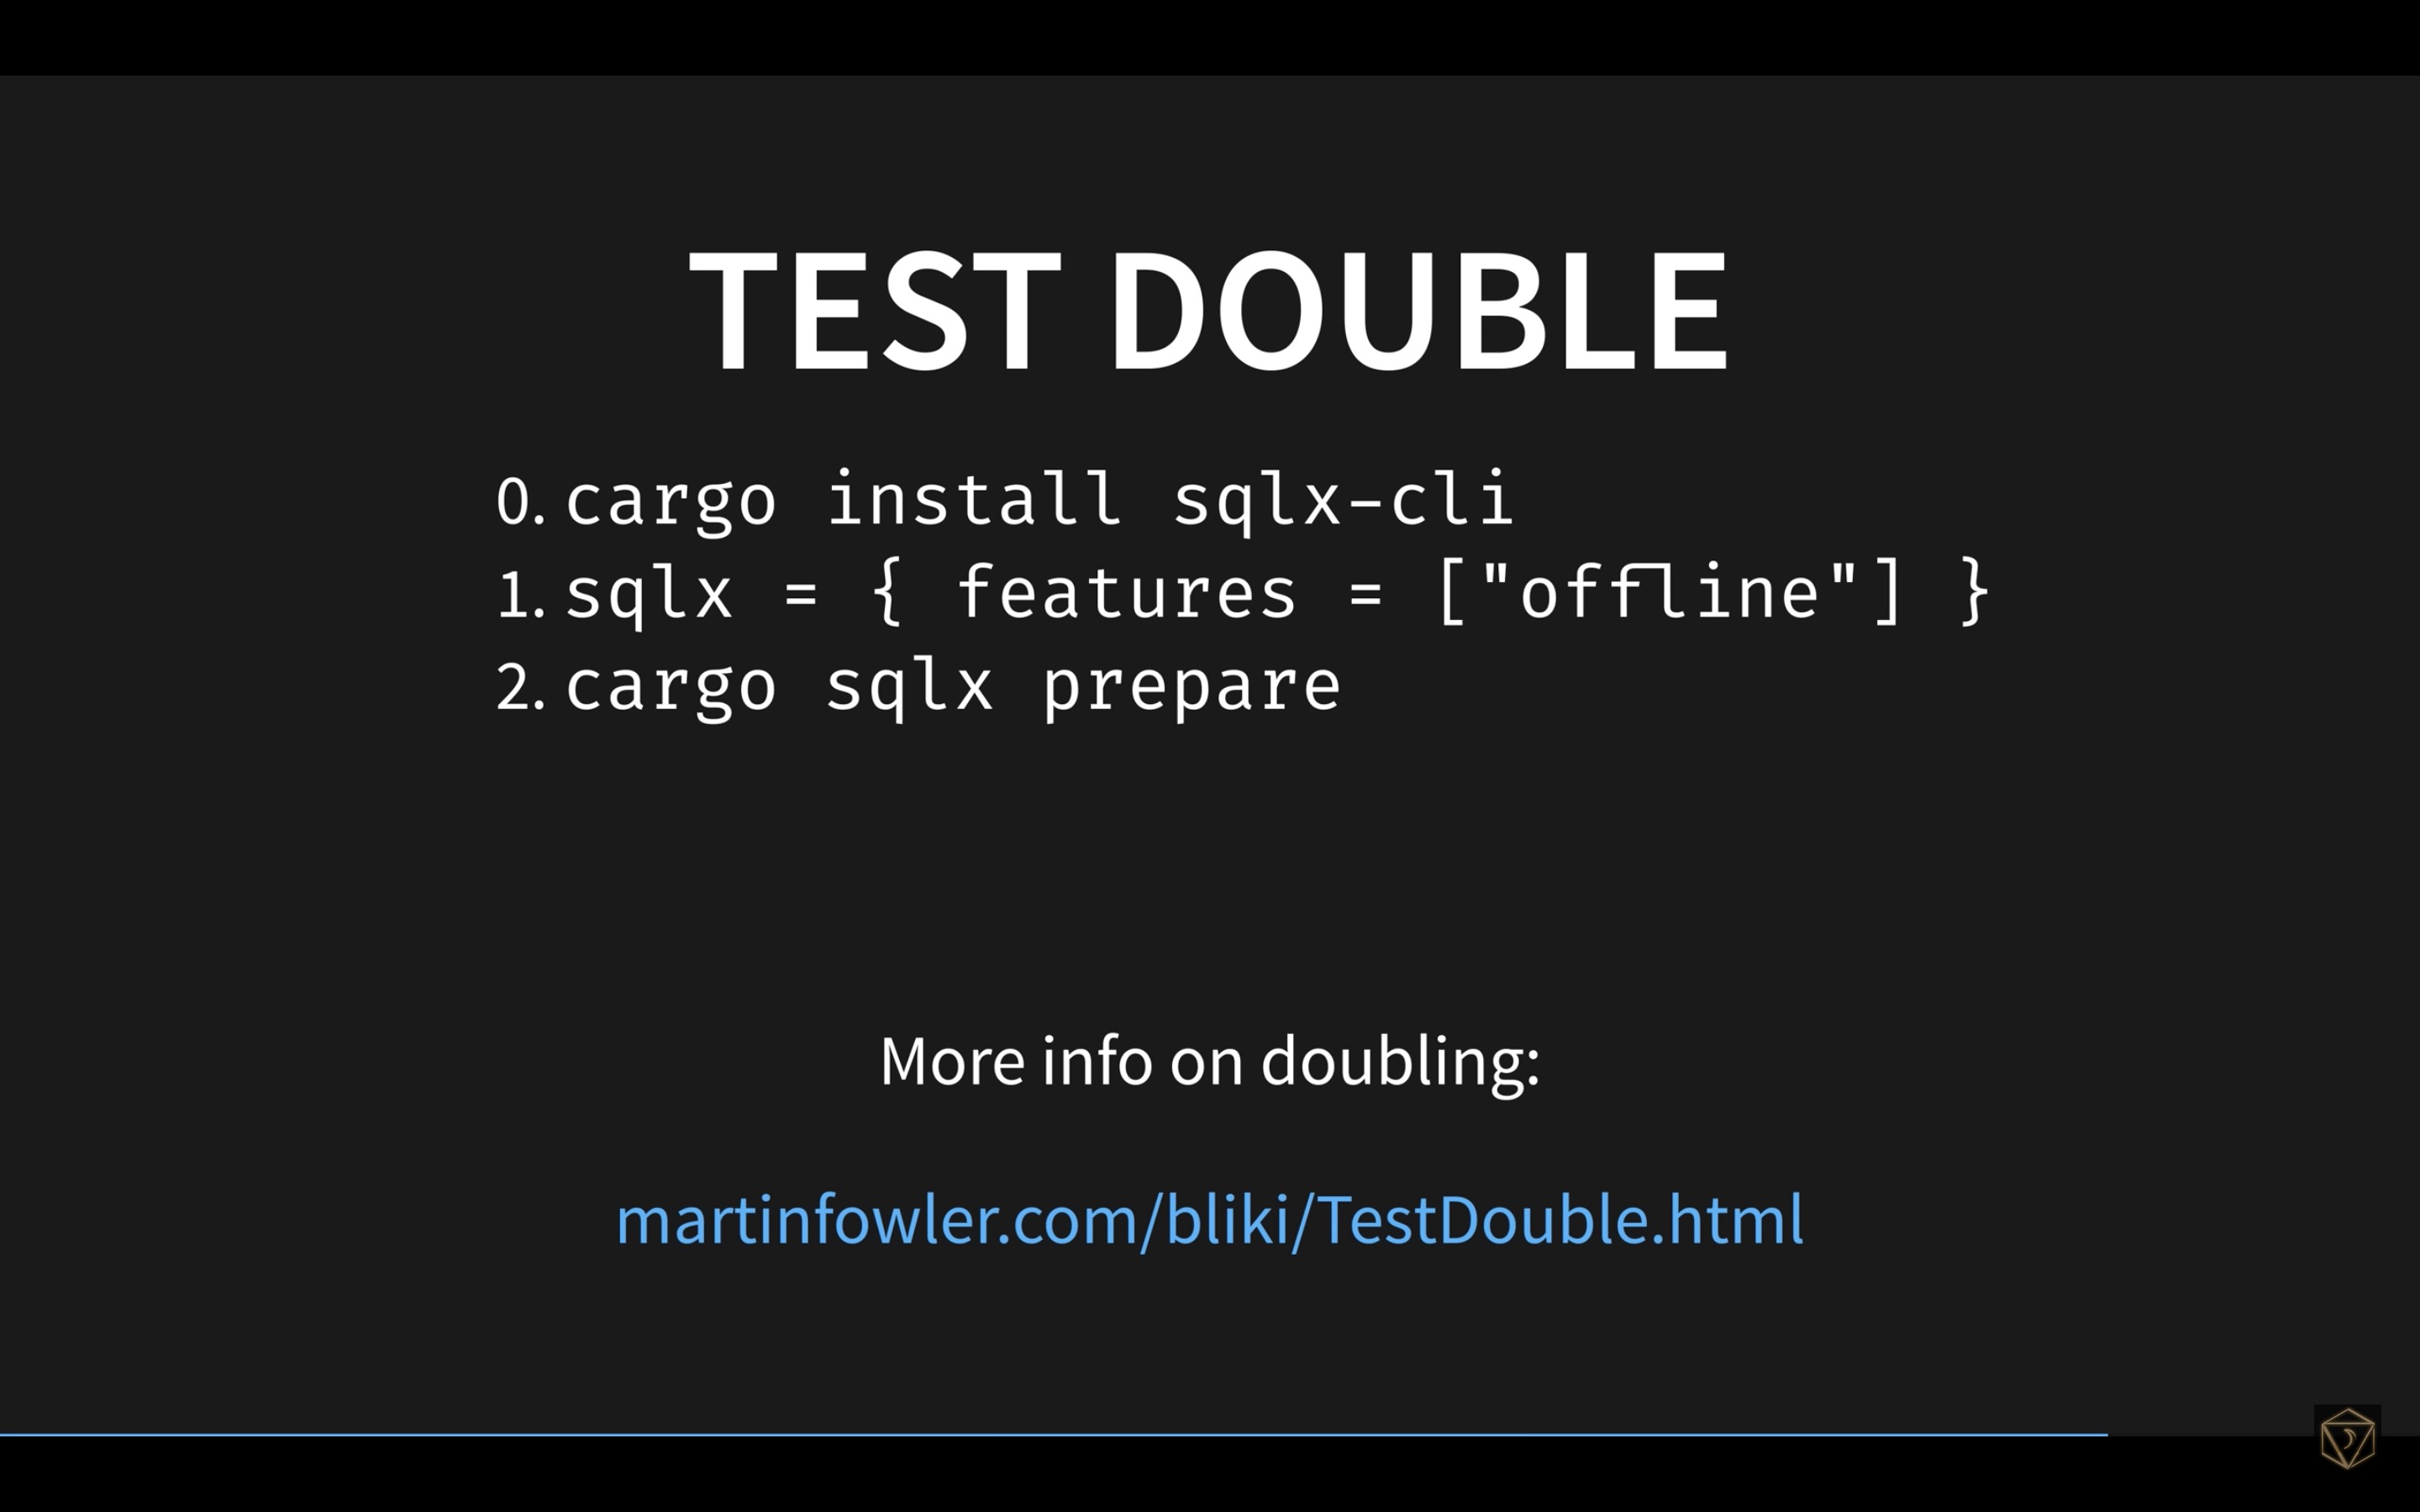 TEST DOUBLE
0. cargo install sqlx-cli
1. sqlx = { features = ["offline"] }
2. cargo sqlx prepare
More info on doubling:
martinfowler.com/bliki/TestDouble.html